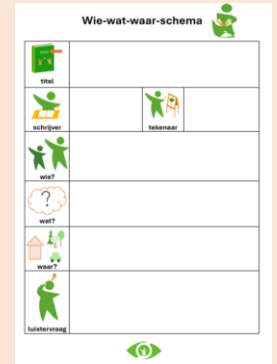 Wie-wat-waar-schema
titel
schrijver
tekenaar
wie?
?
wat?
waar?
luistervraag